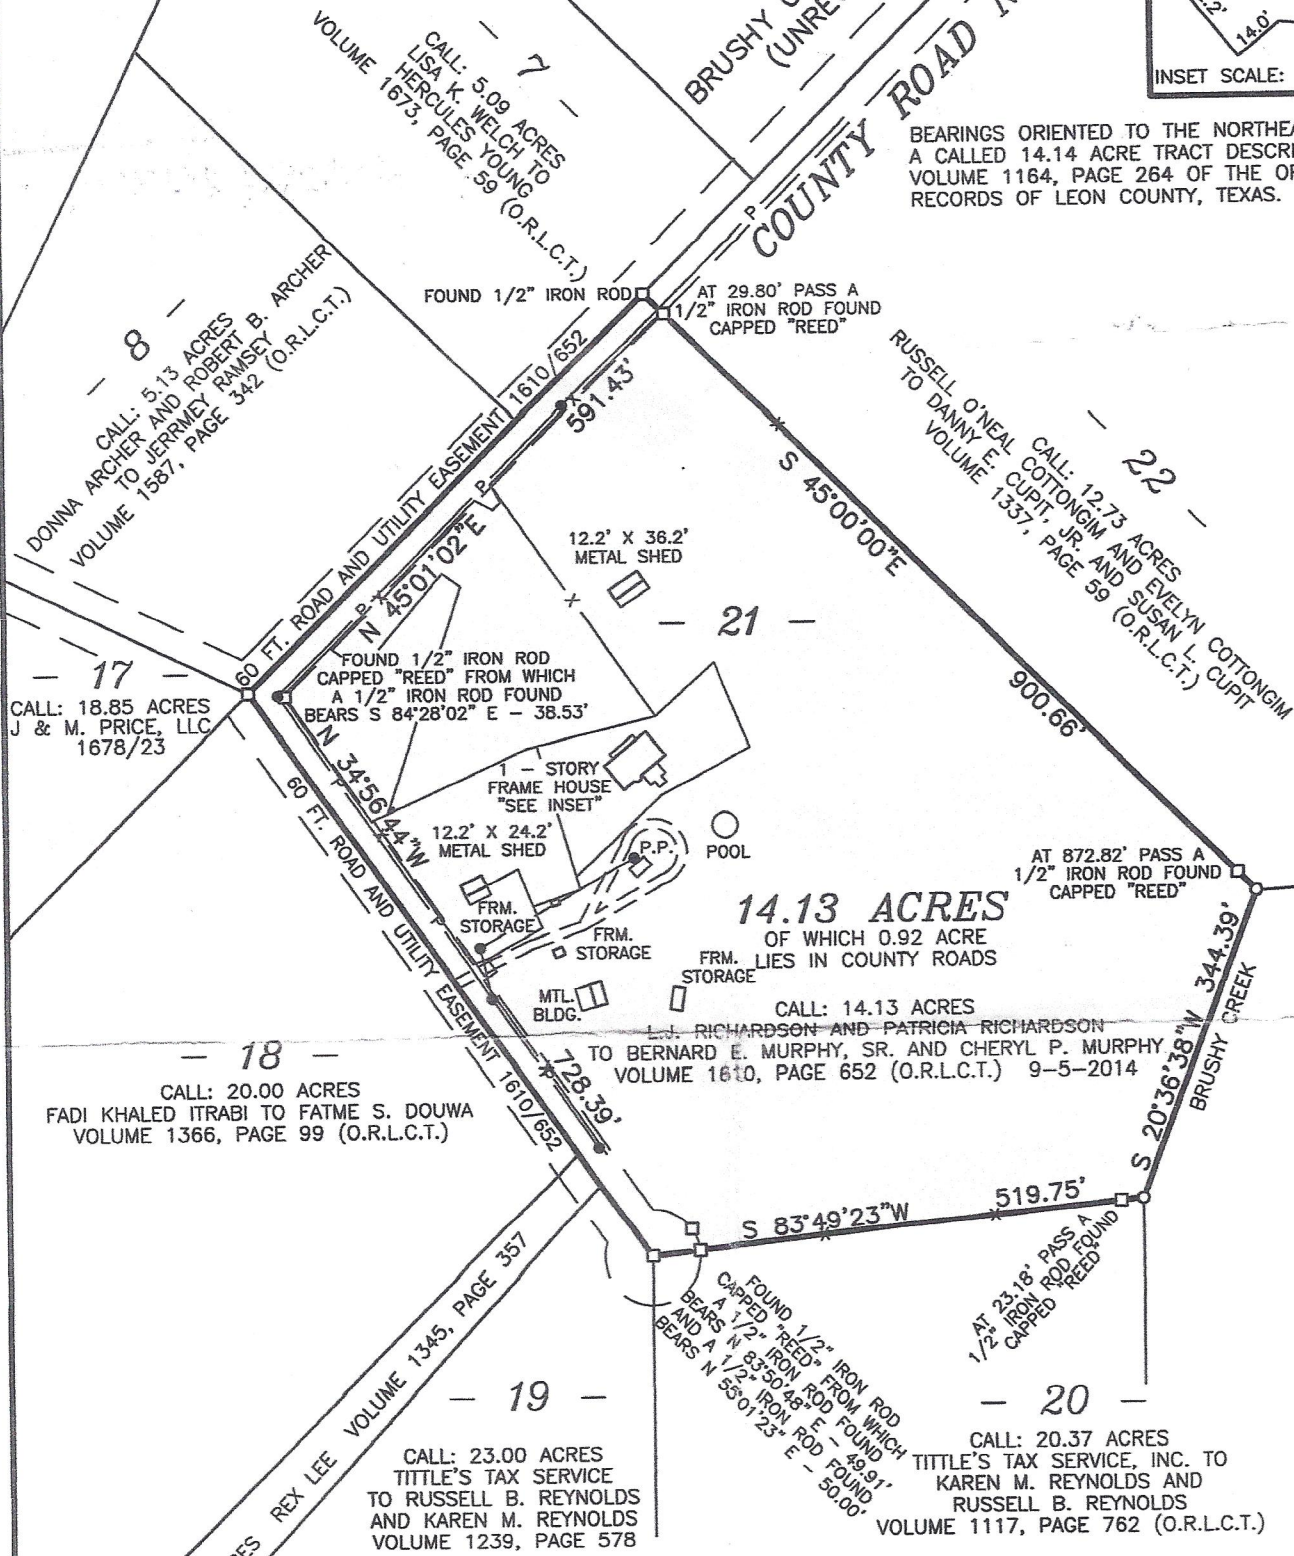 - 7 -
CALL: 5.09 ACRES
LISA K. WELCH TO
HERCULES YOUNG
VOLUME 1673, PAGE 59 (O.R.L.C.T.)
BRUSHY
(UNRE
COUNTY ROAD
14.0'
INSET SCALE:
BEARINGS ORIENTED TO THE
A CALLED 14.14 ACRE TRACT
VOLUME 1164, PAGE 264 OF THE
RECORDS OF LEON COUNTY, TEXAS.
- 8 -
CALL: 5.13 ACRES
DONNA ARCHER AND ROBERT B. ARCHER
TO JERRMEY RAMSEY
VOLUME 1587, PAGE 342 (O.R.L.C.T.)
FOUND 1/2" IRON ROD
AT 29.80' PASS A
1/2" IRON ROD FOUND
CAPPED "REED"
60 FT. ROAD AND UTILITY EASEMENT 1610/652
P
X
P
P
X
N 45°01'02"E
591.43'
S 45°00'00"E
900.66'
- 22 -
CALL: 12.73 ACRES
RUSSELL O'NEAL COTTONGIM AND EVELYN COTTONGIM
TO DANNY E. CUPIT, JR. AND SUSAN L. CUPIT
VOLUME 1337, PAGE 59 (O.R.L.C.T.)
12.2' X 36.2'
METAL SHED
X
- 21 -
- 17 -
CALL: 18.85 ACRES
J & M. PRICE, LLC
1678/23
FOUND 1/2" IRON ROD
CAPPED "REED" FROM WHICH
A 1/2" IRON ROD FOUND
BEARS S 84°28'02" E - 38.53'
N 34°56'44"W
728.39'
P
P
P
60 FT. ROAD AND UTILITY EASEMENT 1610/652
1 - STORY
FRAME HOUSE
"SEE INSET"
12.2' X 24.2'
METAL SHED
P.P.
POOL
AT 872.82' PASS A
1/2" IRON ROD FOUND
CAPPED "REED"
FRM.
STORAGE
FRM.
STORAGE
FRM.
STORAGE
MTL.
BLDG.
14.13 ACRES
OF WHICH 0.92 ACRE
LIES IN COUNTY ROADS
CALL: 14.13 ACRES
L.J. RICHARDSON AND PATRICIA RICHARDSON
TO BERNARD E. MURPHY, SR. AND CHERYL P. MURPHY
VOLUME 1610, PAGE 652 (O.R.L.C.T.) 9-5-2014
S 20°36'38"W 344.39'
BRUSHY CREEK
- 18 -
CALL: 20.00 ACRES
FADI KHALED ITRABI TO FATME S. DOUWA
VOLUME 1366, PAGE 99 (O.R.L.C.T.)
S 83°49'23"W
519.75'
AT 23.18' PASS A
1/2" IRON ROD FOUND
CAPPED "REED"
FOUND 1/2" IRON ROD
CAPPED "REED" FROM WHICH
A 1/2" IRON ROD FOUND
BEARS N 83°50'48" E - 49.91'
AND A 1/2" IRON ROD FOUND
BEARS N 55°01'23" E - 50.00'
REX LEE VOLUME 1345, PAGE 357
- 19 -
CALL: 23.00 ACRES
TITTLE'S TAX SERVICE
TO RUSSELL B. REYNOLDS
AND KAREN M. REYNOLDS
VOLUME 1239, PAGE 578
- 20 -
CALL: 20.37 ACRES
TITTLE'S TAX SERVICE, INC. TO
KAREN M. REYNOLDS AND
RUSSELL B. REYNOLDS
VOLUME 1117, PAGE 762 (O.R.L.C.T.)